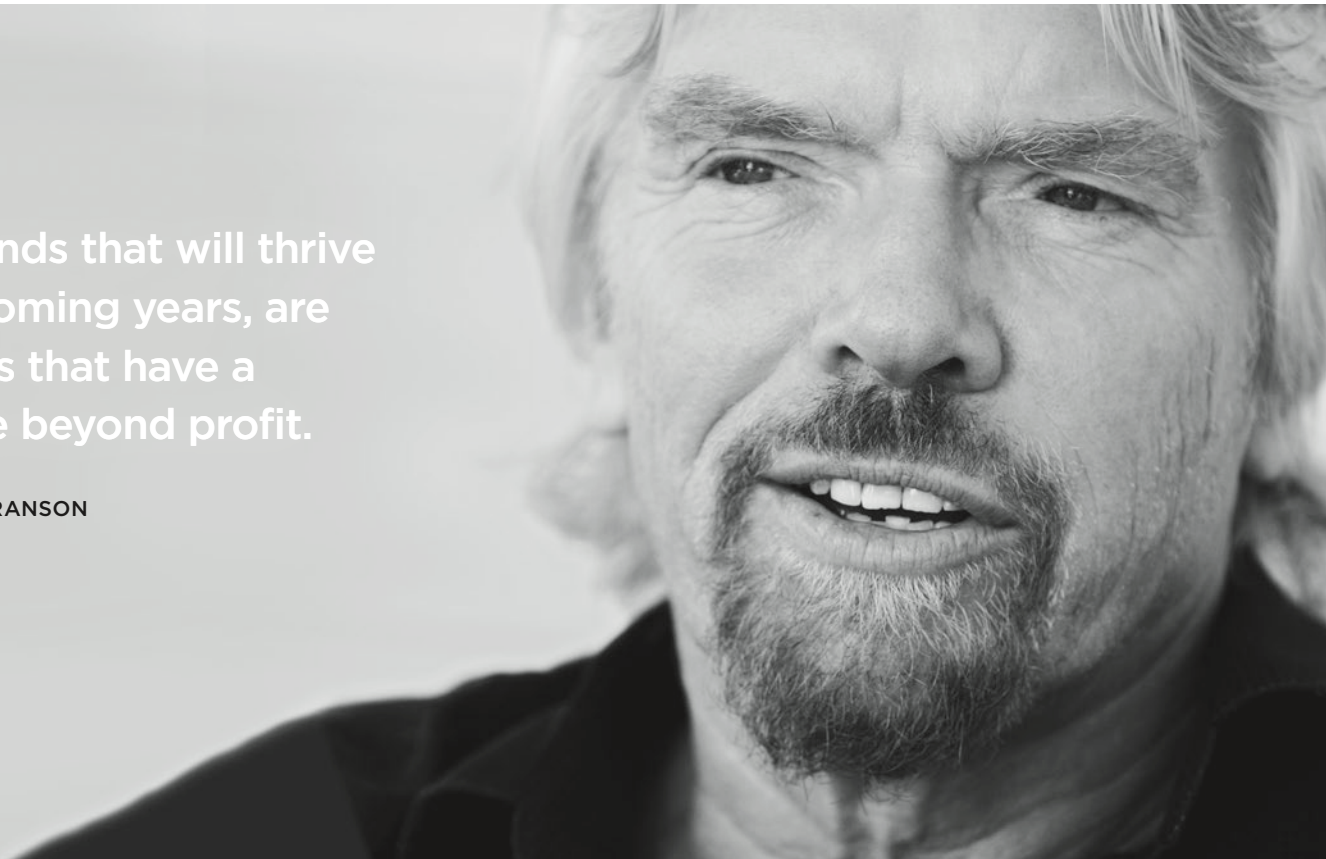 nds that will thrive
oming years, are
s that have a
e beyond profit.
RANSON